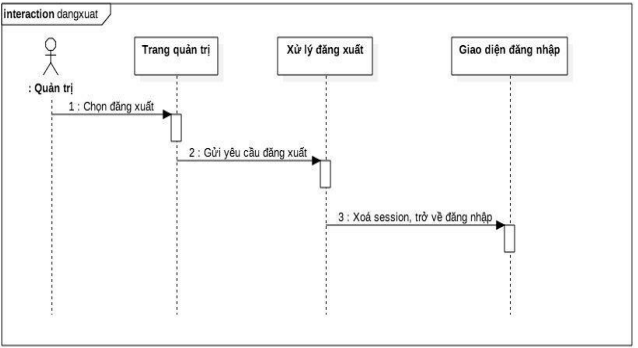 interaction dangxuat
Trang quản trị
Xử lý đăng xuất
Giao diện đăng nhập
: Quản trị
1 : Chọn đăng xuất
2 : Gửi yêu cầu đăng xuất
3 : Xoá session, trở về đăng nhập